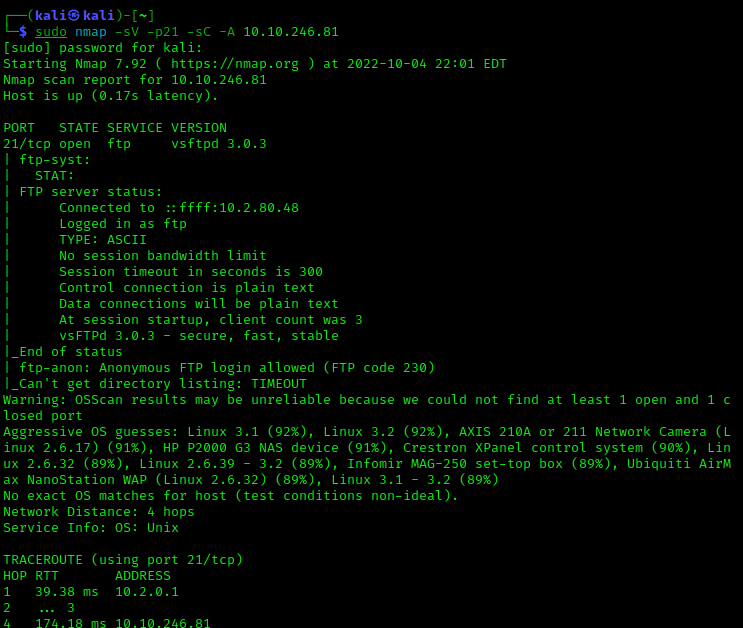 ┌──(kali㉿kali)-[~]
└─$ sudo nmap -sV -p21 -sC -A 10.10.246.81
[sudo] password for kali:
Starting Nmap 7.92 ( https://nmap.org ) at 2022-10-04 22:01 EDT
Nmap scan report for 10.10.246.81
Host is up (0.17s latency).

PORT   STATE SERVICE VERSION
21/tcp open  ftp     vsftpd 3.0.3
| ftp-syst:
|   STAT:
| FTP server status:
|      Connected to ::ffff:10.2.80.48
|      Logged in as ftp
|      TYPE: ASCII
|      No session bandwidth limit
|      Session timeout in seconds is 300
|      Control connection is plain text
|      Data connections will be plain text
|      At session startup, client count was 3
|      vsFTPd 3.0.3 - secure, fast, stable
|_End of status
| ftp-anon: Anonymous FTP login allowed (FTP code 230)
|_Can't get directory listing: TIMEOUT
Warning: OSScan results may be unreliable because we could not find at least 1 open and 1 c
losed port
Aggressive OS guesses: Linux 3.1 (92%), Linux 3.2 (92%), AXIS 210A or 211 Network Camera (L
inux 2.6.17) (91%), HP P2000 G3 NAS device (91%), Crestron XPanel control system (90%), Lin
ux 2.6.32 (89%), Linux 2.6.39 - 3.2 (89%), Infomir MAG-250 set-top box (89%), Ubiquiti AirM
ax NanoStation WAP (Linux 2.6.32) (89%), Linux 3.1 - 3.2 (89%)
No exact OS matches for host (test conditions non-ideal).
Network Distance: 4 hops
Service Info: OS: Unix

TRACEROUTE (using port 21/tcp)
HOP RTT       ADDRESS
1   39.38 ms  10.2.0.1
2   ... 3
4   174.18 ms 10.10.246.81